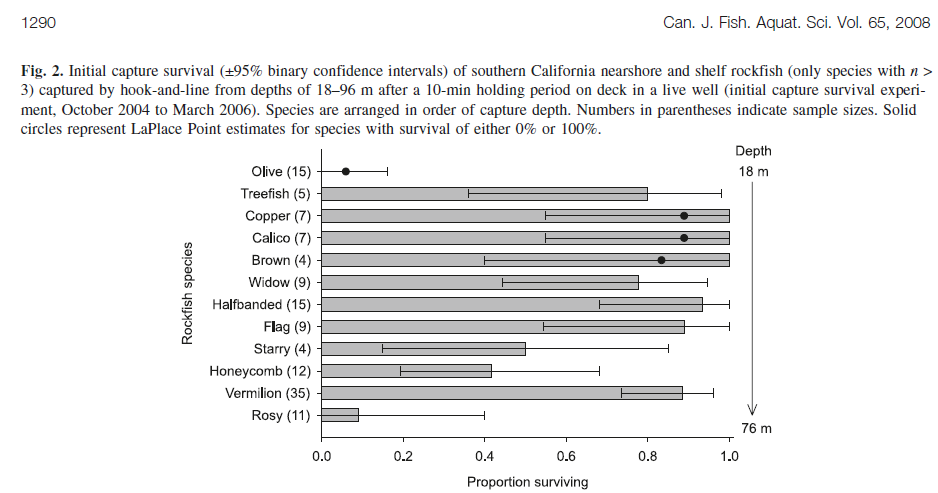 1290 Can. J. Fish. Aquat. Sci. Vol. 65, 2008
Fig. 2. Initial capture survival (±95% binary confidence intervals) of southern California nearshore and shelf rockfish (only species with n >
3) captured by hook-and-line from depths of 18–96 m after a 10-min holding period on deck in a live well (initial capture survival experi-
ment, October 2004 to March 2006). Species are arranged in order of capture depth. Numbers in parentheses indicate sample sizes. Solid
circles represent LaPlace Point estimates for species with survival of either 0% or 100%.
Depth
Olive (15) 18 m
Treefish (5)
Copper (7)
Calico (7)
Brown (4)
Widow (9)
Halfbanded (15)
Flag (9)
Starry (4)
Honeycomb (12)
Vermilion (35)
Rosy (11)
76 m
Rockfish species
0.0 0.2 0.4 0.6 0.8 1.0
Proportion surviving